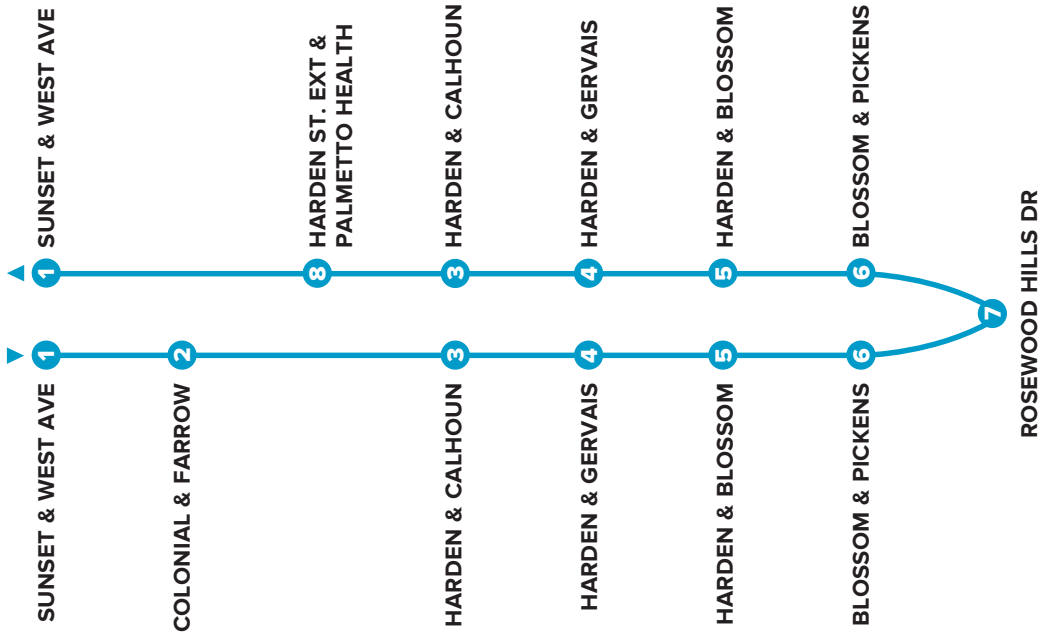 1 SUNSET & WEST AVE
8 HARDEN ST. EXT &
PALMETTO HEALTH
3 HARDEN & CALHOUN
4 HARDEN & GERVAIS
5 HARDEN & BLOSSOM
6 BLOSSOM & PICKENS
SUNSET & WEST AVE 1
COLONIAL & FARROW 2
HARDEN & CALHOUN 3
HARDEN & GERVAIS 4
HARDEN & BLOSSOM 5
BLOSSOM & PICKENS 6
7
ROSEWOOD HILLS DR